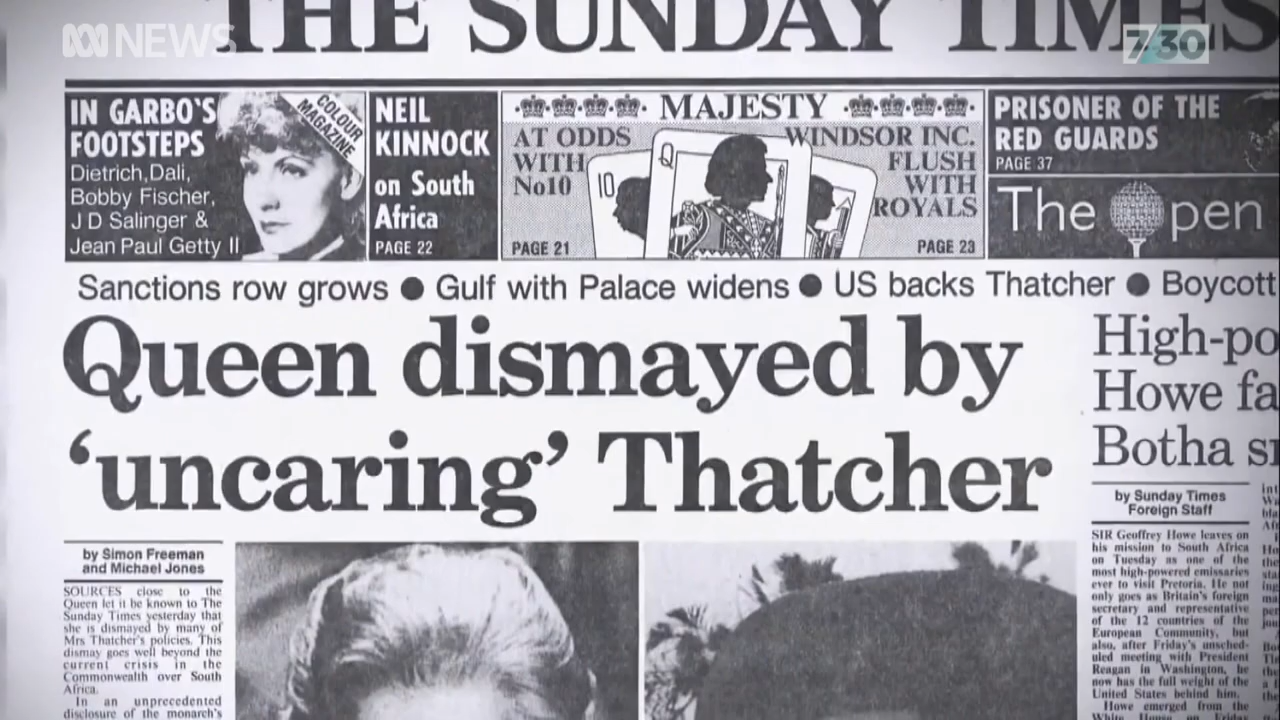 NEWS
7.30
THE SUNDAY TIMES
IN GARBO'S
FOOTSTEPS
Dietrich, Dali,
Bobby Fischer,
J D Salinger &
Jean Paul Getty II
COLOUR
MAGAZINE
NEIL
KINNOCK
on South
Africa
PAGE 22
MAJESTY
AT ODDS
WITH
No10
PAGE 21
10
Q
WINDSOR INC.
FLUSH
WITH
ROYALS
PAGE 23
PRISONER OF THE
RED GUARDS
PAGE 37
The Open
Sanctions row grows ● Gulf with Palace widens ● US backs Thatcher ● Boycott
Queen dismayed by
‘uncaring’ Thatcher
by Simon Freeman
and Michael Jones
SOURCES close to the
Queen let it be known to The
Sunday Times yesterday that
she is dismayed by many of
Mrs Thatcher's policies. This
dismay goes well beyond the
current crisis in the
Commonwealth over South
Africa.
In an unprecedented
disclosure of the monarch's
High-po
Howe fa
Botha
by Sunday Times
Foreign Staff
SIR Geoffrey Howe leaves on
his mission to South Africa
on Tuesday as one of the
most high-powered emissaries
ever to visit Pretoria. He not
only goes as Britain's foreign
secretary and representative
of the 12 countries of the
European Community, but
also, after Friday's unsched-
uled meeting with President
Reagan in Washington, he
now has the full weight of the
United States behind him.
Howe emerged from the
White House on Friday